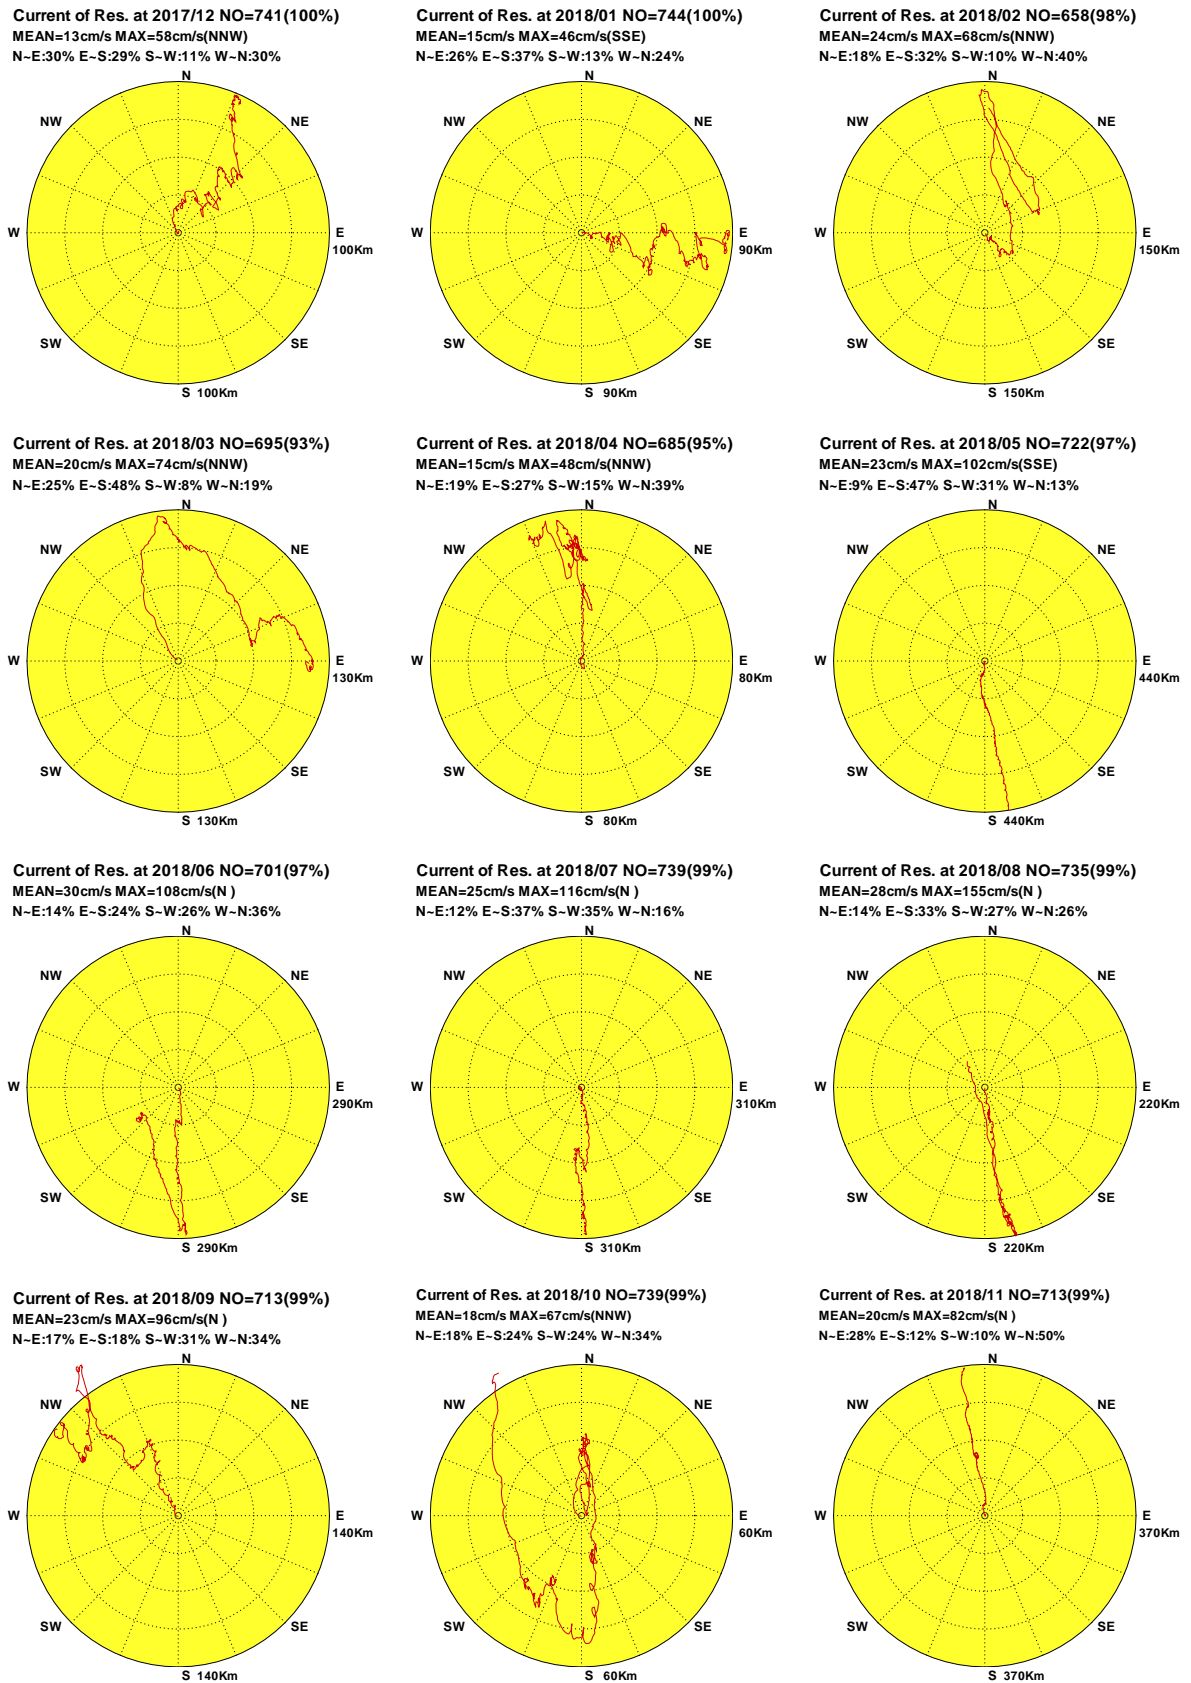 Current of Res. at 2017/12 NO=741(100%)
MEAN=13cm/s MAX=58cm/s(NNW)
N~E:30% E~S:29% S~W:11% W~N:30%
N
NW
NE
W
E
100Km
SW
SE
S 100Km
Current of Res. at 2018/01 NO=744(100%)
MEAN=15cm/s MAX=46cm/s(SSE)
N~E:26% E~S:37% S~W:13% W~N:24%
N
NW
NE
W
E
90Km
SW
SE
S 90Km
Current of Res. at 2018/02 NO=658(98%)
MEAN=24cm/s MAX=68cm/s(NNW)
N~E:18% E~S:32% S~W:10% W~N:40%
N
NW
NE
W
E
150Km
SW
SE
S 150Km
Current of Res. at 2018/03 NO=695(93%)
MEAN=20cm/s MAX=74cm/s(NNW)
N~E:25% E~S:48% S~W:8% W~N:19%
N
NW
NE
W
E
130Km
SW
SE
S 130Km
Current of Res. at 2018/04 NO=685(95%)
MEAN=15cm/s MAX=48cm/s(NNW)
N~E:19% E~S:27% S~W:15% W~N:39%
N
NW
NE
W
E
80Km
SW
SE
S 80Km
Current of Res. at 2018/05 NO=722(97%)
MEAN=23cm/s MAX=102cm/s(SSE)
N~E:9% E~S:47% S~W:31% W~N:13%
N
NW
NE
W
E
440Km
SW
SE
S 440Km
Current of Res. at 2018/06 NO=701(97%)
MEAN=30cm/s MAX=108cm/s(N )
N~E:14% E~S:24% S~W:26% W~N:36%
N
NW
NE
W
E
290Km
SW
SE
S 290Km
Current of Res. at 2018/07 NO=739(99%)
MEAN=25cm/s MAX=116cm/s(N )
N~E:12% E~S:37% S~W:35% W~N:16%
N
NW
NE
W
E
310Km
SW
SE
S 310Km
Current of Res. at 2018/08 NO=735(99%)
MEAN=28cm/s MAX=155cm/s(N )
N~E:14% E~S:33% S~W:27% W~N:26%
N
NW
NE
W
E
220Km
SW
SE
S 220Km
Current of Res. at 2018/09 NO=713(99%)
MEAN=23cm/s MAX=96cm/s(N )
N~E:17% E~S:18% S~W:31% W~N:34%
N
NW
NE
W
E
140Km
SW
SE
S 140Km
Current of Res. at 2018/10 NO=739(99%)
MEAN=18cm/s MAX=67cm/s(NNW)
N~E:18% E~S:24% S~W:24% W~N:34%
N
NW
NE
W
E
60Km
SW
SE
S 60Km
Current of Res. at 2018/11 NO=713(99%)
MEAN=20cm/s MAX=82cm/s(N )
N~E:28% E~S:12% S~W:10% W~N:50%
N
NW
NE
W
E
370Km
SW
SE
S 370Km